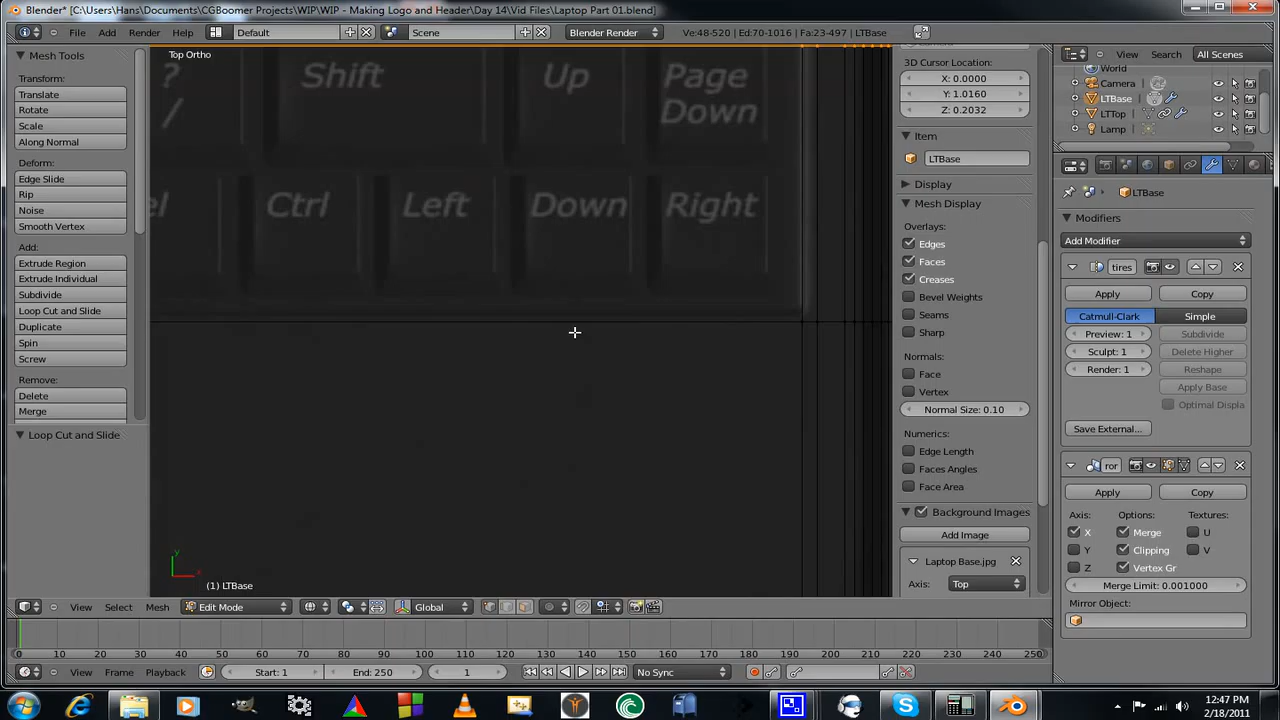 Blender* [C:\Users\Hans\Documents\CGBoomer Projects\WIP\WIP - Making Logo and Header\Day 14\Vid Files\Laptop Part 01.blend]
File Add Render Help Default Scene Blender Render Ve:48-520 | Ed:70-1016 | Fa:23-497 | LTBase
View Search All Scenes
World
Camera
LTBase
LTTop
Lamp
LTBase
Modifiers
Add Modifier
tires
Apply Copy
Catmull-Clark Simple
Preview: 1 Subdivide
Sculpt: 1 Delete Higher
Render: 1 Reshape
Apply Base
Optimal Displa
Save External...
ror
Apply Copy
Axis: Options: Textures:
X Merge U
Y Clipping V
Z Vertex Gr
Merge Limit: 0.001000
Mirror Object:
Mesh Tools
Transform:
Translate
Rotate
Scale
Along Normal
Deform:
Edge Slide
Rip
Noise
Smooth Vertex
Add:
Extrude Region
Extrude Individual
Subdivide
Loop Cut and Slide
Duplicate
Spin
Screw
Remove:
Delete
Merge
Loop Cut and Slide
Top Ortho
? Shift Up Page
/ Down
el Ctrl Left Down Right
y
x
(1) LTBase
3D Cursor Location:
X: 0.0000
Y: 1.0160
Z: 0.2032
Item
LTBase
Display
Mesh Display
Overlays:
Edges
Faces
Creases
Bevel Weights
Seams
Sharp
Normals:
Face
Vertex
Normal Size: 0.10
Numerics:
Edge Length
Faces Angles
Face Area
Background Images
Add Image
Laptop Base.jpg
Axis: Top
View Select Mesh Edit Mode Global
0 10 20 30 40 50 60 70 80 90 100 110 120 130 140 150 160 170 180 190 200 210 220 230 240 250
View Frame Playback Start: 1 End: 250 1 No Sync
12:47 PM
2/18/2011